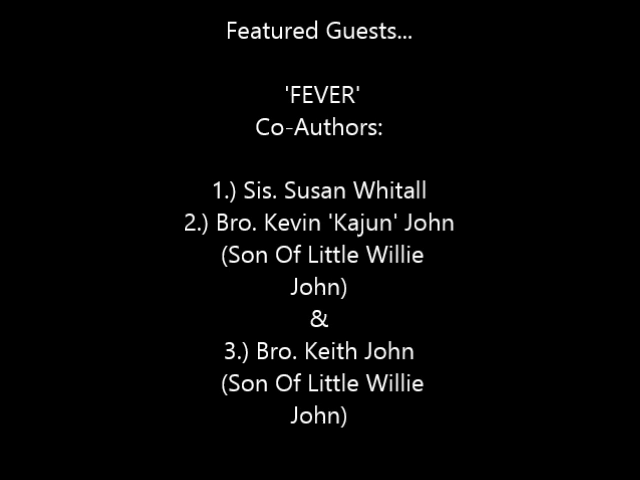 Featured Guests...
'FEVER'
Co-Authors:
1.) Sis. Susan Whitall
2.) Bro. Kevin 'Kajun' John
(Son Of Little Willie
John)
&
3.) Bro. Keith John
(Son Of Little Willie
John)